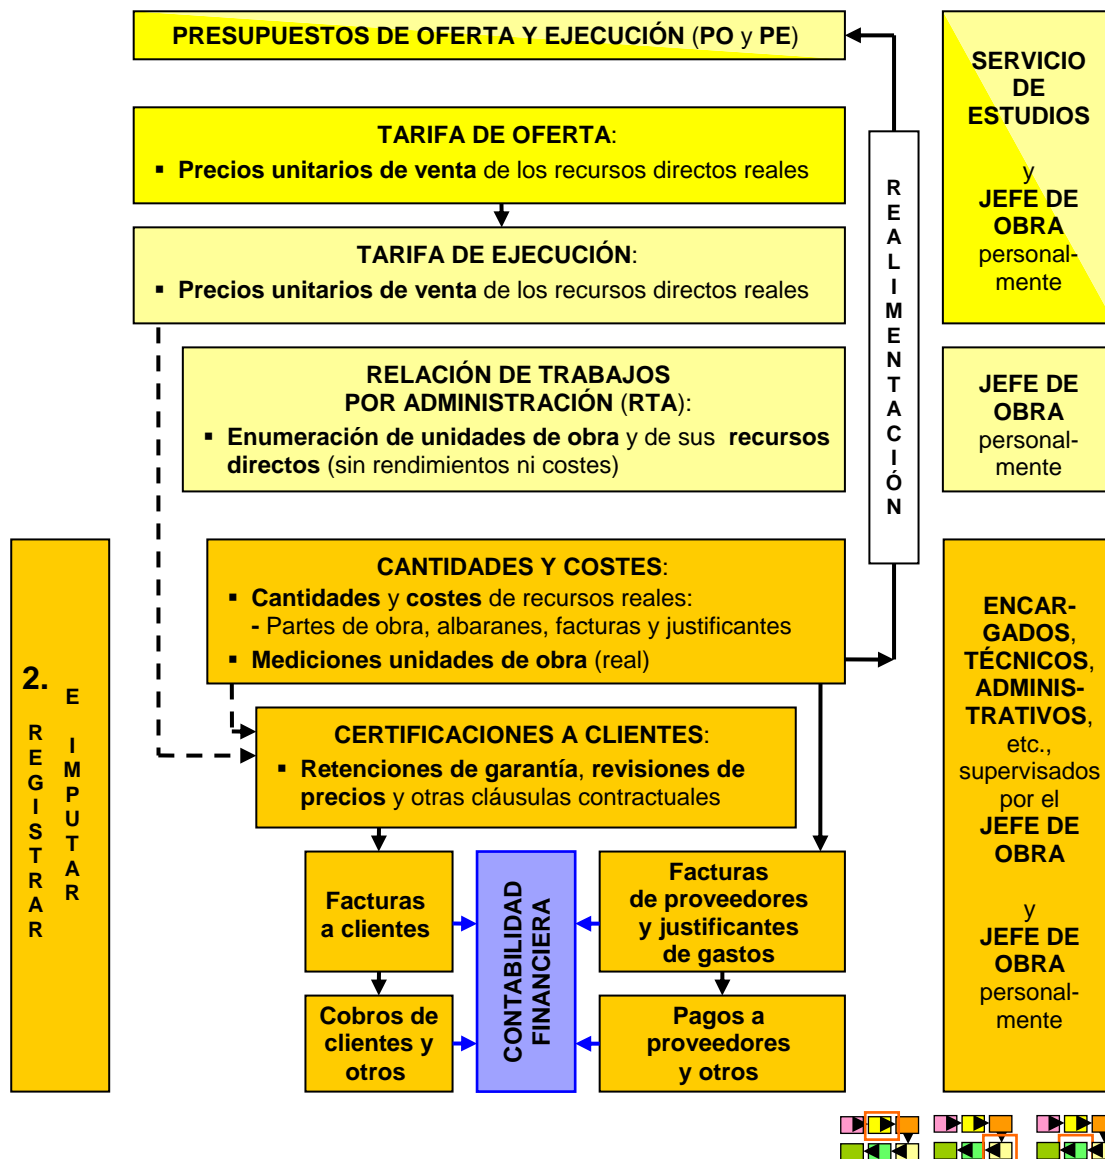 PRESUPUESTOS DE OFERTA Y EJECUCIÓN (PO y PE)
SERVICIO
DE
ESTUDIOS
y
JEFE DE
OBRA
personal-
mente
TARIFA DE OFERTA:
▪ Precios unitarios de venta de los recursos directos reales
TARIFA DE EJECUCIÓN:
▪ Precios unitarios de venta de los recursos directos reales
REALIMENTACIÓN
RELACIÓN DE TRABAJOS
POR ADMINISTRACIÓN (RTA):
▪ Enumeración de unidades de obra y de sus recursos
directos (sin rendimientos ni costes)
JEFE DE
OBRA
personal-
mente
2.
REGISTRAR
E IMPUTAR
CANTIDADES Y COSTES:
▪ Cantidades y costes de recursos reales:
- Partes de obra, albaranes, facturas y justificantes
▪ Mediciones unidades de obra (real)
CERTIFICACIONES A CLIENTES:
▪ Retenciones de garantía, revisiones de
precios y otras cláusulas contractuales
Facturas
a clientes
CONTABILIDAD
FINANCIERA
Facturas
de proveedores
y justificantes
de gastos
Cobros de
clientes y
otros
Pagos a
proveedores
y otros
ENCAR-
GADOS,
TÉCNICOS,
ADMINIS-
TRATIVOS,
etc.,
supervisados
por el
JEFE DE
OBRA
y
JEFE DE
OBRA
personal-
mente